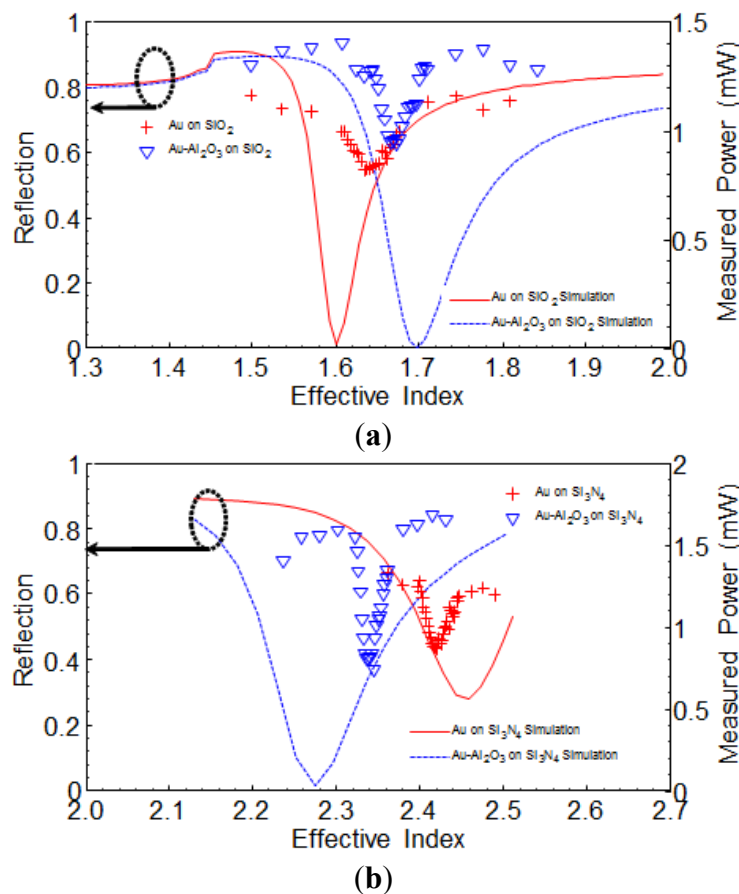 1
0.8
0.6
0.4
0.2
0
Reflection
1.5
1
0.5
0
Measured Power (mW)
Au on SiO2
Au-Al2O3 on SiO2
Au on SiO2 Simulation
Au-Al2O3 on SiO2 Simulation
1.3 1.4 1.5 1.6 1.7 1.8 1.9 2.0
Effective Index
(a)
1
0.8
0.6
0.4
0.2
0
Reflection
2
1.5
1
0.5
0
Measured Power (mW)
Au on Si3N4
Au-Al2O3 on Si3N4
Au on Si3N4 Simulation
Au-Al2O3 on Si3N4 Simulation
2.0 2.1 2.2 2.3 2.4 2.5 2.6 2.7
Effective Index
(b)